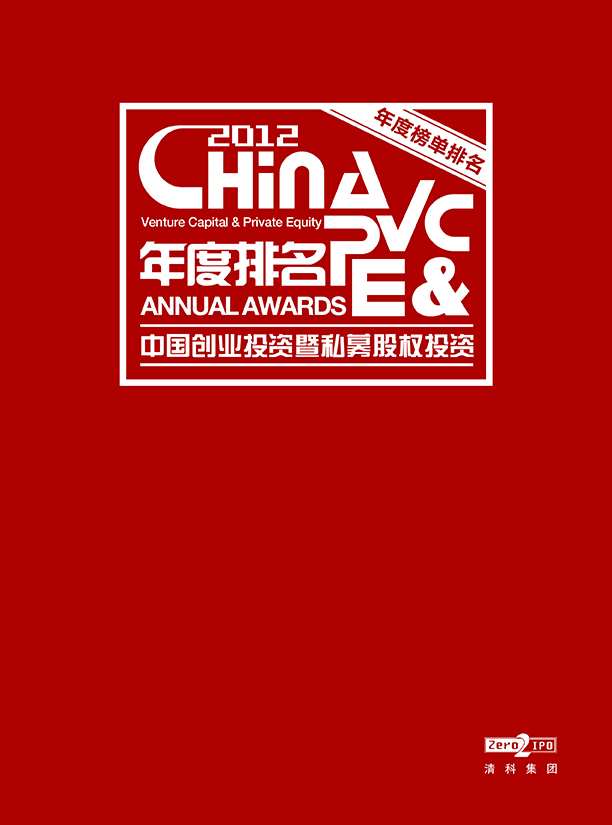 年度榜单排名
2012
CHINA
Venture Capital & Private Equity
VC
PE &
年度排名
ANNUAL AWARDS
中国创业投资暨私募股权投资
Zero2IPO
清科集团